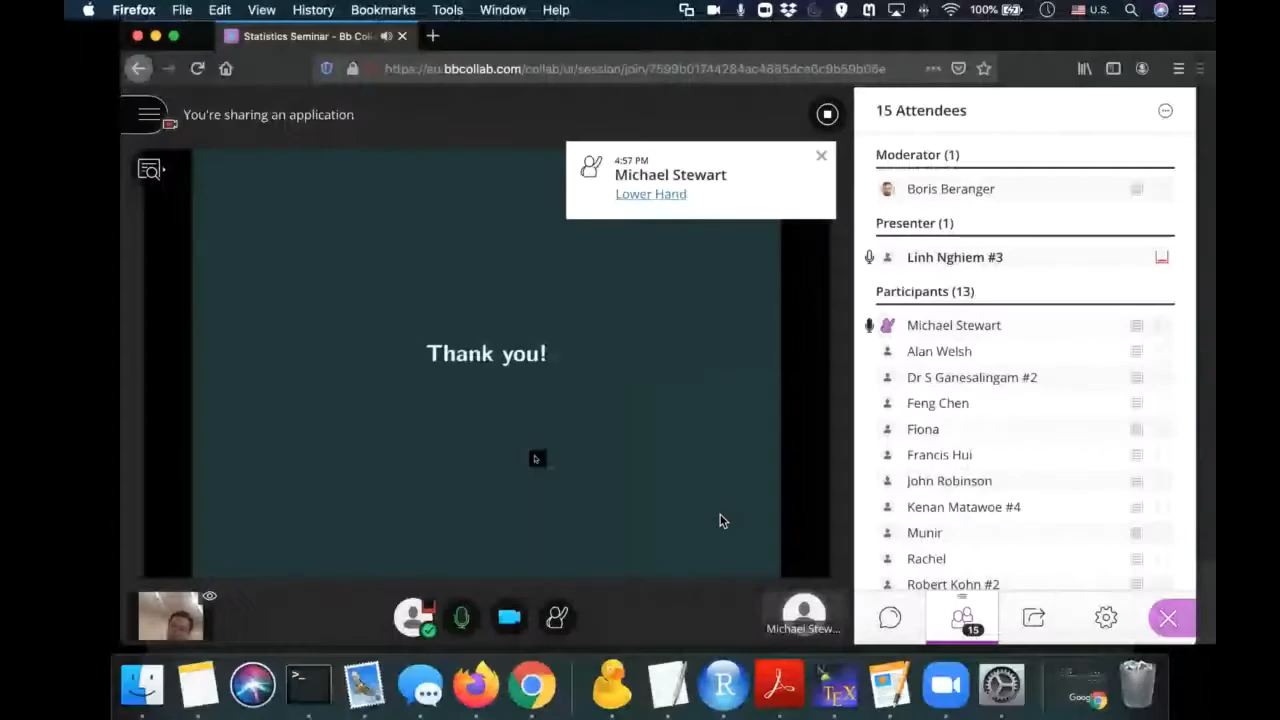 Firefox File Edit View History Bookmarks Tools Window Help 100% U.S.
Statistics Seminar - Bb Coll
You're sharing an application
15 Attendees
4:57 PM
Michael Stewart
Lower Hand
Moderator (1)
Boris Beranger
Presenter (1)
Linh Nghiem #3
Participants (13)
Michael Stewart
Alan Welsh
Dr S Ganesalingam #2
Feng Chen
Fiona
Francis Hui
John Robinson
Kenan Matawoe #4
Munir
Rachel
Robert Kohn #2
Thank you!
Michael Stew...
15
>_
R
TEX
Goog